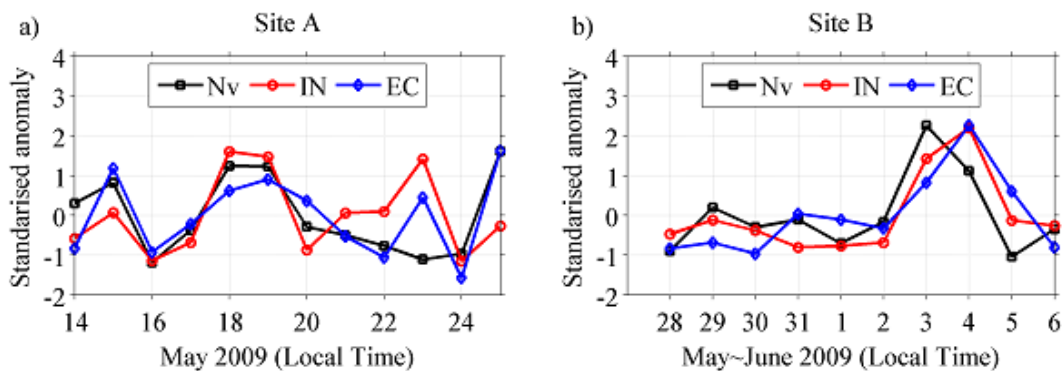 a)
Site A
Standarised anomaly
4
3
2
1
0
-1
-2
Nv IN EC
14 16 18 20 22 24
May 2009 (Local Time)
b)
Site B
Standarised anomaly
4
3
2
1
0
-1
-2
Nv IN EC
28 29 30 31 1 2 3 4 5 6
May~June 2009 (Local Time)